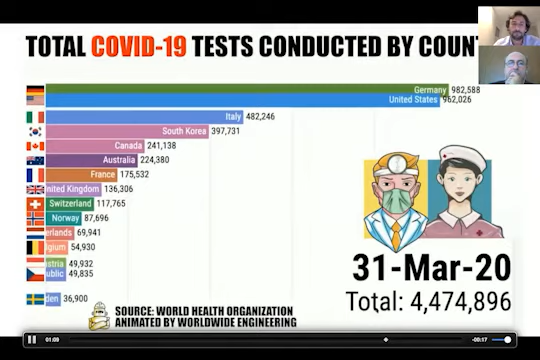 TOTAL COVID-19 TESTS CONDUCTED BY COUNT
Germany 982,588
United States 962,026
Italy 482,246
South Korea 397,731
Canada 241,138
Australia 224,380
France 175,532
United Kingdom 136,306
Switzerland 117,765
Norway 87,696
erlands 69,941
lgium 54,930
stria 49,932
ublic 49,835
den 36,900
31-Mar-20
Total: 4,474,896
SOURCE: WORLD HEALTH ORGANIZATION
ANIMATED BY WORLDWIDE ENGINEERING
01:09
-00:17